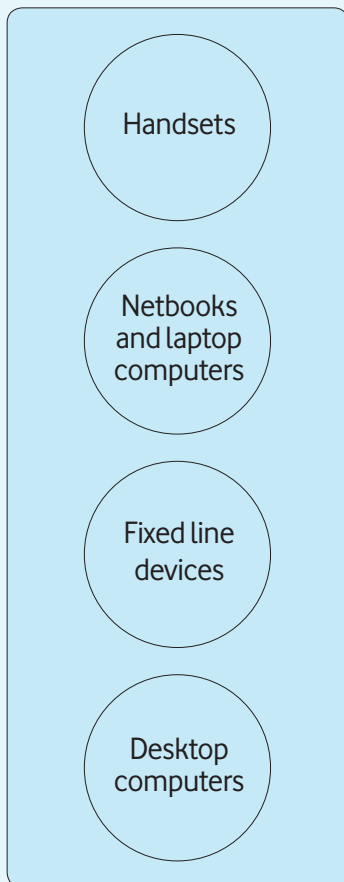 Handsets
Netbooks
and laptop
computers
Fixed line
devices
Desktop
computers